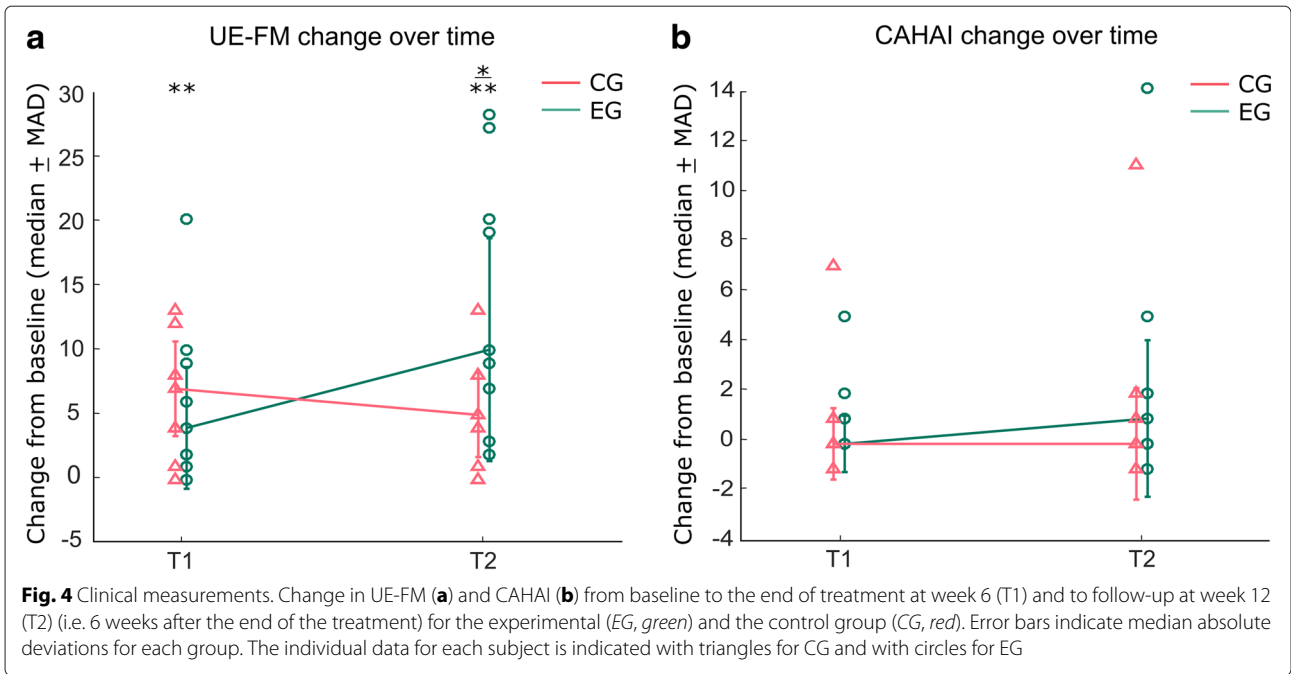 a UE-FM change over time
** * **
CG
EG
Change from baseline (median ± MAD)
30
25
20
15
10
5
0
-5
T1 T2
b CAHAI change over time
CG
EG
Change from baseline (median ± MAD)
14
12
10
8
6
4
2
0
-2
-4
T1 T2
Fig. 4 Clinical measurements. Change in UE-FM (a) and CAHAI (b) from baseline to the end of treatment at week 6 (T1) and to follow-up at week 12
(T2) (i.e. 6 weeks after the end of the treatment) for the experimental (EG, green) and the control group (CG, red). Error bars indicate median absolute
deviations for each group. The individual data for each subject is indicated with triangles for CG and with circles for EG